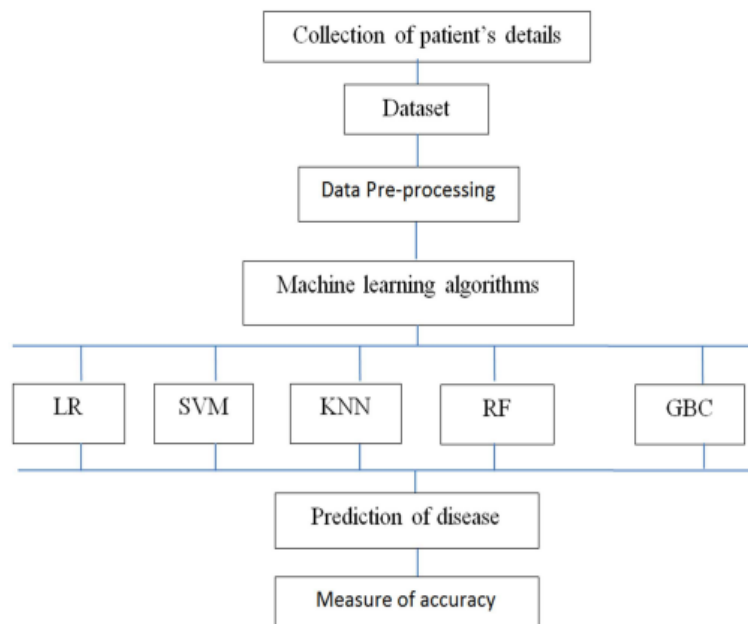 Collection of patient's details
Dataset
Data Pre-processing
Machine learning algorithms
LR SVM KNN RF GBC
Prediction of disease
Measure of accuracy